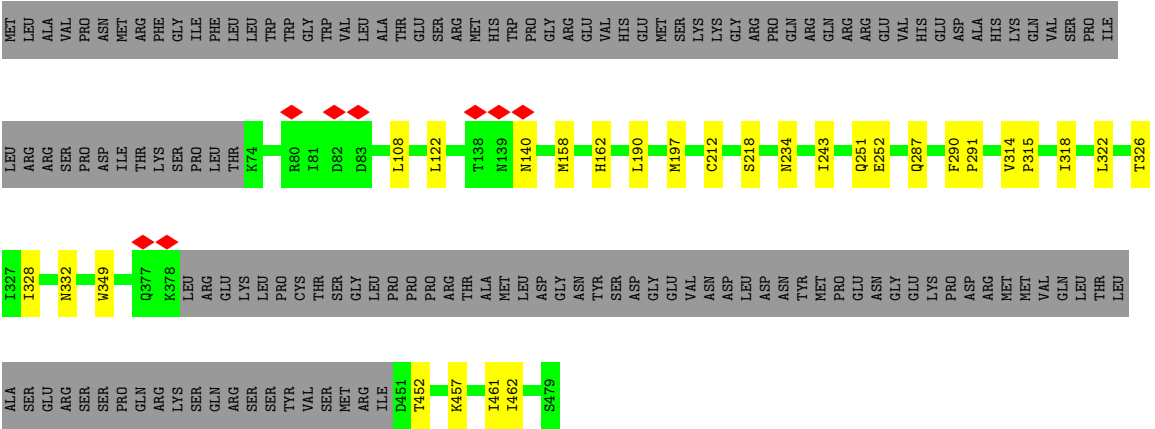 MET LEU ALA VAL PRO ASN MET ARG PHE GLY ILE PHE LEU LEU TRP TRP GLY TRP VAL LEU ALA THR GLU SER ARG MET HIS TRP PRO GLY ARG GLU VAL HIS GLU MET SER LYS LYS GLY ARG PRO GLN ARG GLN ARG ARG GLU VAL HIS GLU ASP ALA HIS LYS GLN VAL SER PRO ILE
LEU ARG ARG SER PRO ASP ILE THR LYS SER PRO LEU THR K74 R80 I81 D82 D83 L108 L122 T138 N139 N140 M158 H162 L190 M197 C212 S218 N234 I243 Q251 E252 Q287 F290 P291 V314 P315 I318 L322 T326
I327 I328 N332 W349 Q377 K378 LEU ARG GLU LYS LEU PRO CYS THR SER GLY LEU PRO PRO PRO ARG THR ALA MET LEU ASP GLY ASN TYR SER ASP GLY GLU VAL ASN ASP LEU ASP ASN TYR MET PRO GLU ASN GLY GLU LYS PRO ASP ARG MET MET VAL GLN LEU THR LEU
ALA SER GLU ARG SER SER PRO GLN ARG LYS SER GLN ARG SER SER TYR VAL SER MET ARG ILE D451 T452 K457 I461 I462 S479